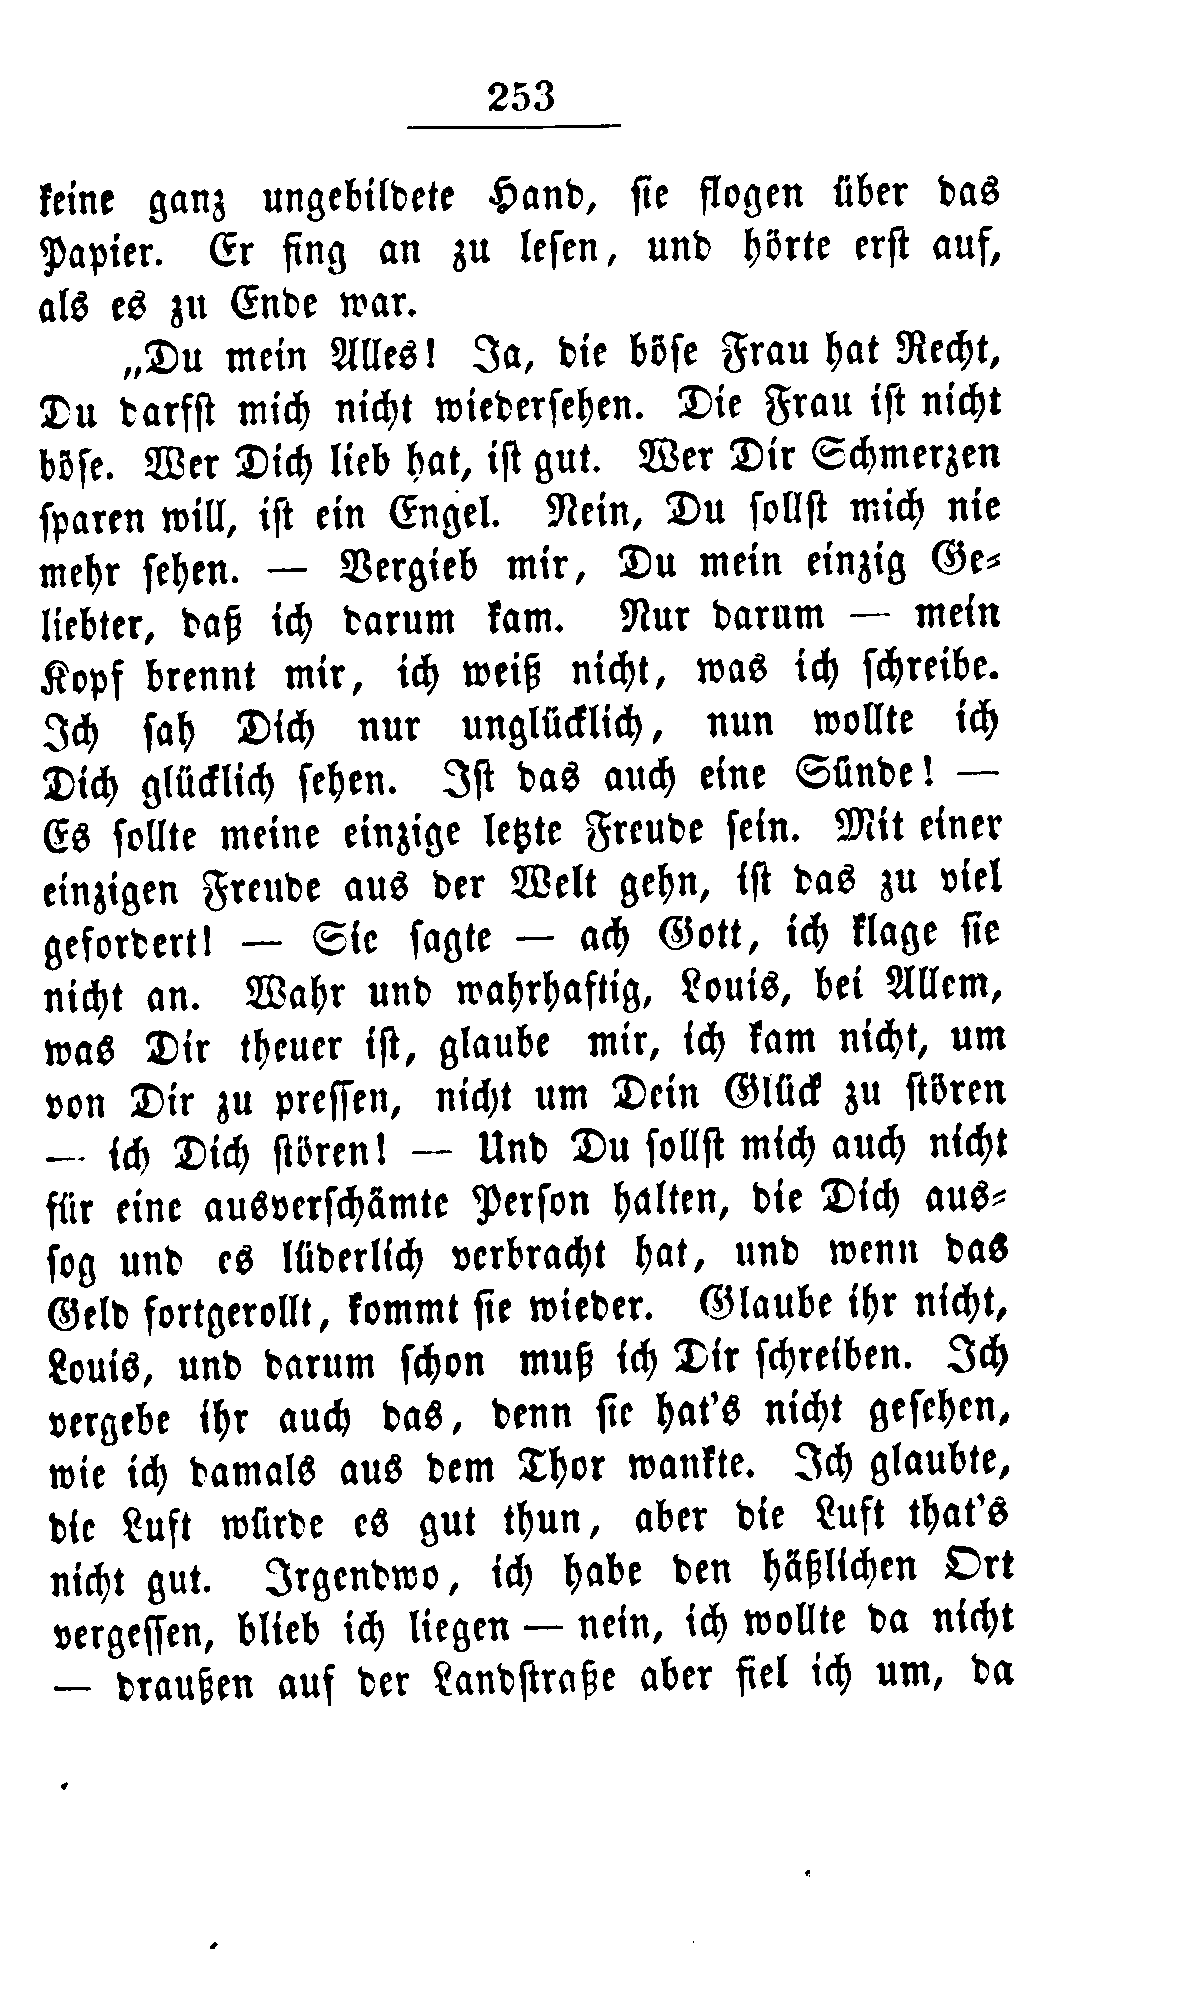 253
keine ganz ungebildete Hand, sie flogen über das
Papier. Er fing an zu lesen, und hörte erst auf,
als es zu Ende war.
„Du mein Alles! Ja, die böse Frau hat Recht,
Du darfst mich nicht wiedersehen. Die Frau ist nicht
böse. Wer Dich lieb hat, ist gut. Wer Dir Schmerzen
sparen will, ist ein Engel. Nein, Du sollst mich nie
mehr sehen. — Vergieb mir, Du mein einzig Ge-
liebter, daß ich darum kam. Nur darum — mein
Kopf brennt mir, ich weiß nicht, was ich schreibe.
Ich sah Dich nur unglücklich, nun wollte ich
Dich glücklich sehen. Ist das auch eine Sünde! —
Es sollte meine einzige letzte Freude sein. Mit einer
einzigen Freude aus der Welt gehn, ist das zu viel
gefordert! — Sie sagte — ach Gott, ich klage sie
nicht an. Wahr und wahrhaftig, Louis, bei Allem,
was Dir theuer ist, glaube mir, ich kam nicht, um
von Dir zu pressen, nicht um Dein Glück zu stören
— ich Dich stören! — Und Du sollst mich auch nicht
für eine ausverschämte Person halten, die Dich aus-
sog und es lüderlich verbracht hat, und wenn das
Geld fortgerollt, kommt sie wieder. Glaube ihr nicht,
Louis, und darum schon muß ich Dir schreiben. Ich
vergebe ihr auch das, denn sie hat's nicht gesehen,
wie ich damals aus dem Thor wankte. Ich glaubte,
die Luft würde es gut thun, aber die Luft that's
nicht gut. Irgendwo, ich habe den häßlichen Ort
vergessen, blieb ich liegen — nein, ich wollte da nicht
— draußen auf der Landstraße aber fiel ich um, da